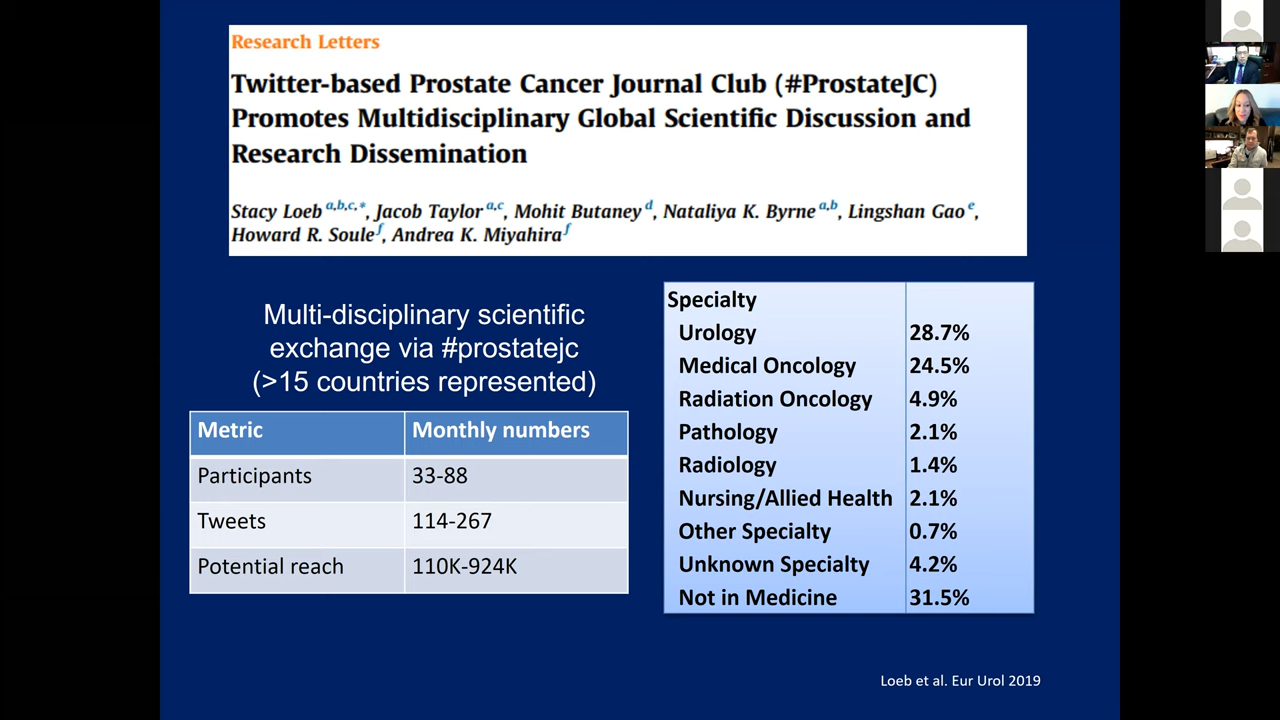 Research Letters
Twitter-based Prostate Cancer Journal Club (#ProstateJC)
Promotes Multidisciplinary Global Scientific Discussion and
Research Dissemination
Stacy Loeb a,b,c,*, Jacob Taylor a,c, Mohit Butaney d, Nataliya K. Byrne a,b, Lingshan Gao e,
Howard R. Soule f, Andrea K. Miyahira f
Multi-disciplinary scientific
exchange via #prostatejc
(>15 countries represented)
Metric Monthly numbers
Participants 33-88
Tweets 114-267
Potential reach 110K-924K
Specialty
Urology 28.7%
Medical Oncology 24.5%
Radiation Oncology 4.9%
Pathology 2.1%
Radiology 1.4%
Nursing/Allied Health 2.1%
Other Specialty 0.7%
Unknown Specialty 4.2%
Not in Medicine 31.5%
Loeb et al. Eur Urol 2019